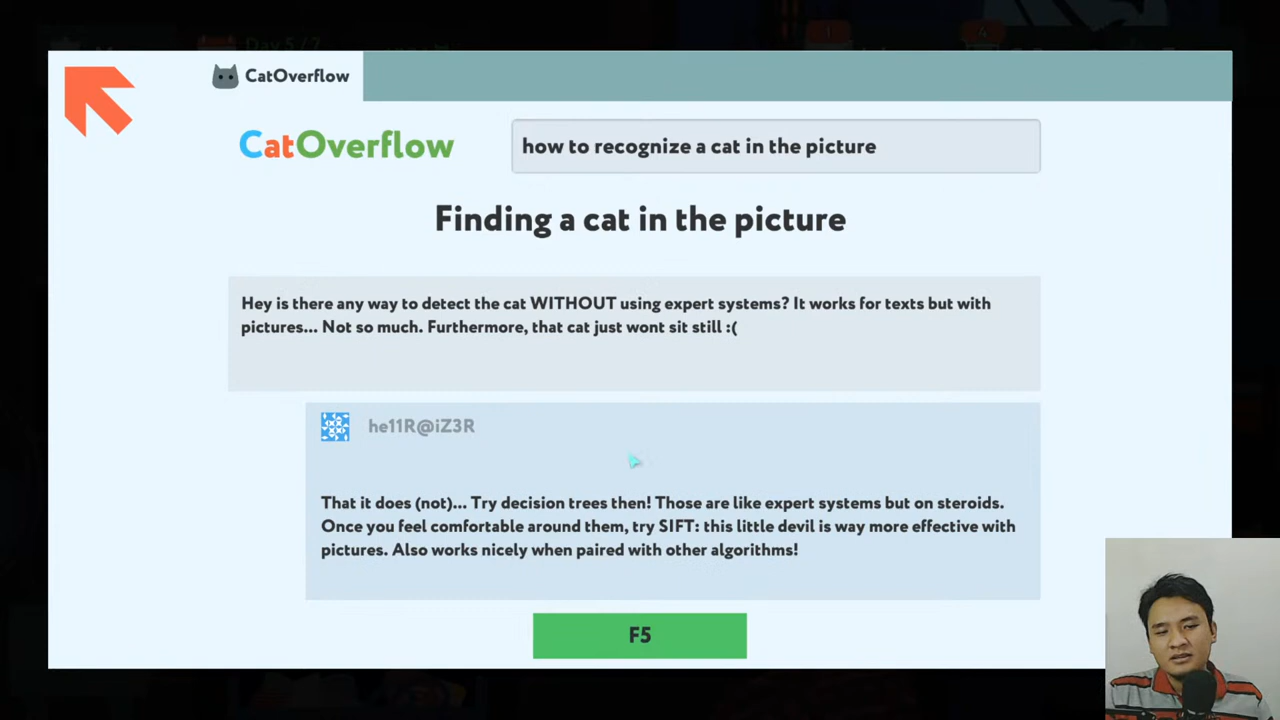 Day 5 / 7
CatOverflow
CatOverflow
how to recognize a cat in the picture
Finding a cat in the picture
Hey is there any way to detect the cat WITHOUT using expert systems? It works for texts but with
pictures... Not so much. Furthermore, that cat just wont sit still :(
he11R@iZ3R
That it does (not)... Try decision trees then! Those are like expert systems but on steroids.
Once you feel comfortable around them, try SIFT: this little devil is way more effective with
pictures. Also works nicely when paired with other algorithms!
F5